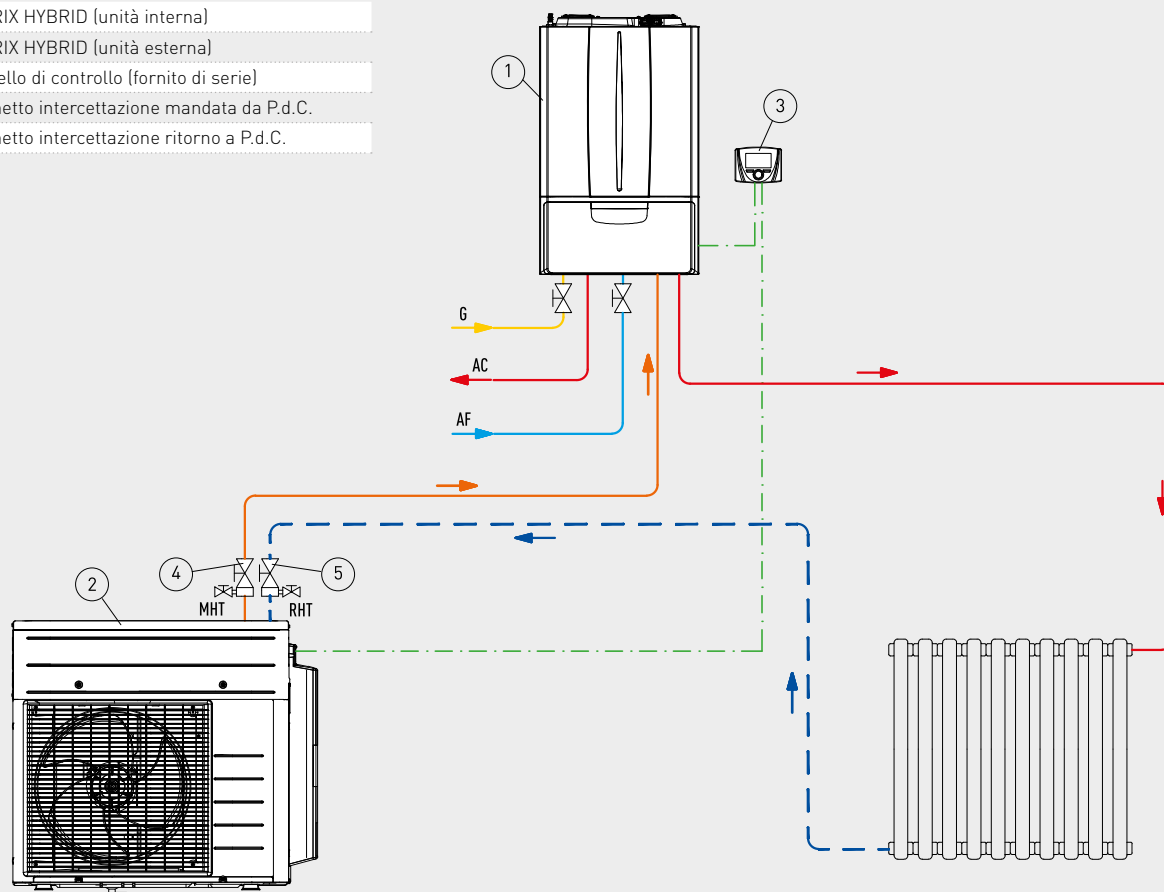 RIX HYBRID (unità interna)
RIX HYBRID (unità esterna)
ello di controllo (fornito di serie)
netto intercettazione mandata da P.d.C.
netto intercettazione ritorno a P.d.C.
1
3
G
AC
AF
4
5
2
MHT
RHT